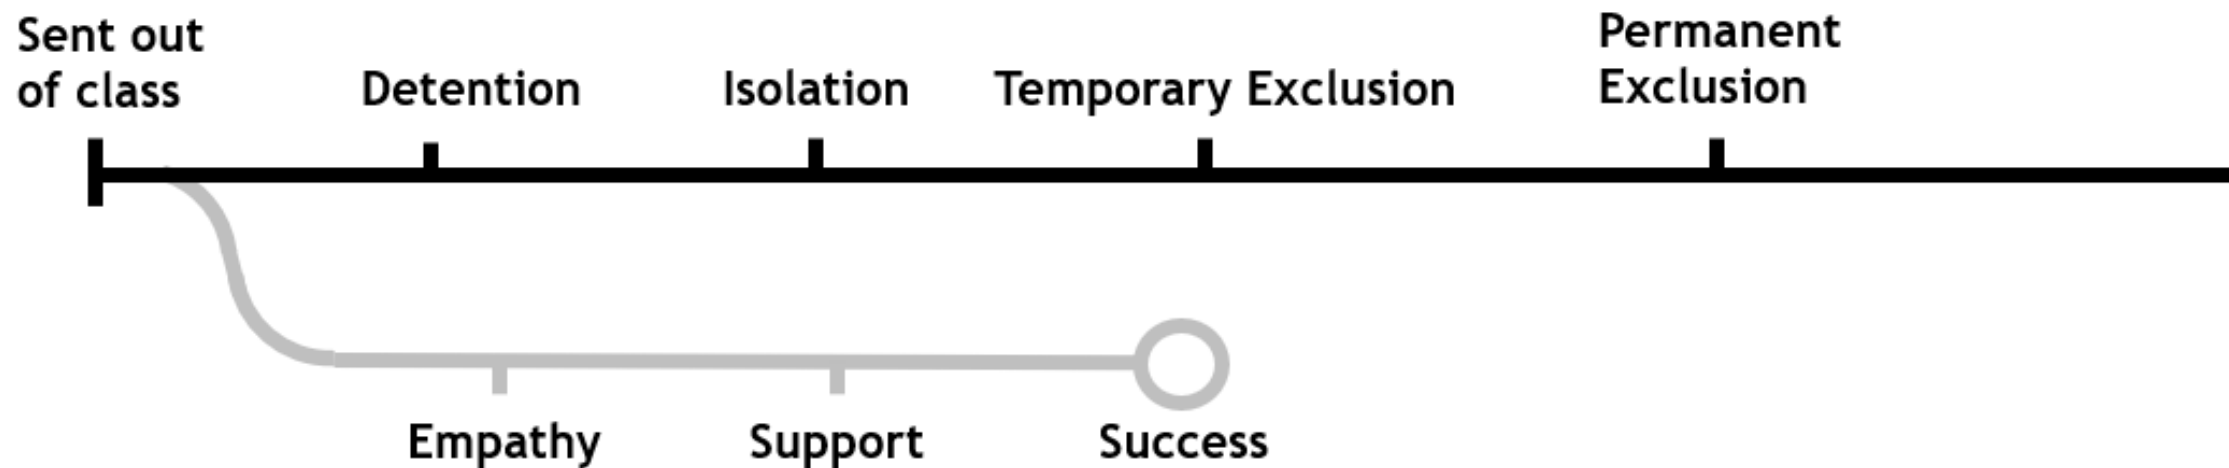 Sent out
of class
Detention
Isolation
Temporary Exclusion
Permanent
Exclusion
Empathy
Support
Success